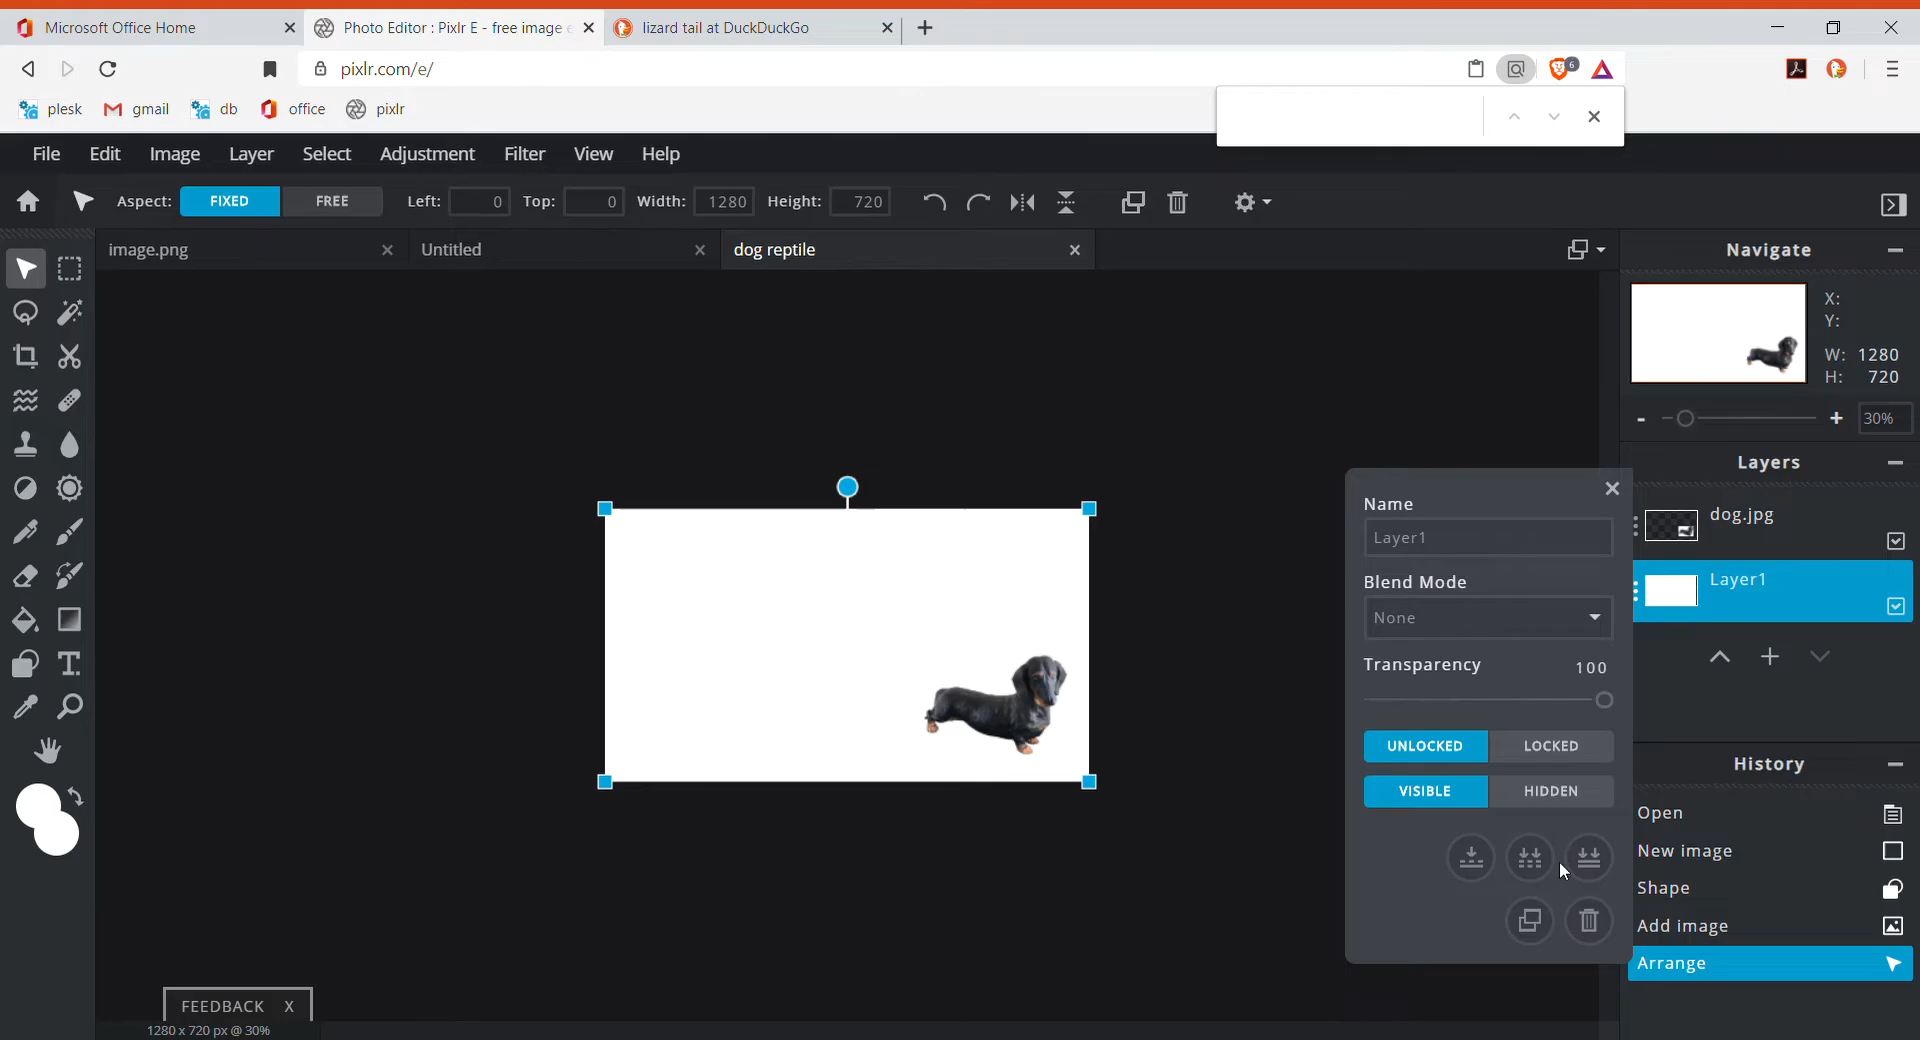 Microsoft Office Home
Photo Editor : Pixlr E - free image e
lizard tail at DuckDuckGo
pixlr.com/e/
6
plesk
gmail
db
office
pixlr
File Edit Image Layer Select Adjustment Filter View Help
Aspect: FIXED FREE Left: 0 Top: 0 Width: 1280 Height: 720
image.png
Untitled
dog reptile
Navigate
X:
Y:
W: 1280
H: 720
- + 30%
Layers
dog.jpg
Layer1
Name
Layer1
Blend Mode
None
Transparency 100
UNLOCKED LOCKED
VISIBLE HIDDEN
History
Open
New image
Shape
Add image
Arrange
T
FEEDBACK X
1280 x 720 px @ 30%